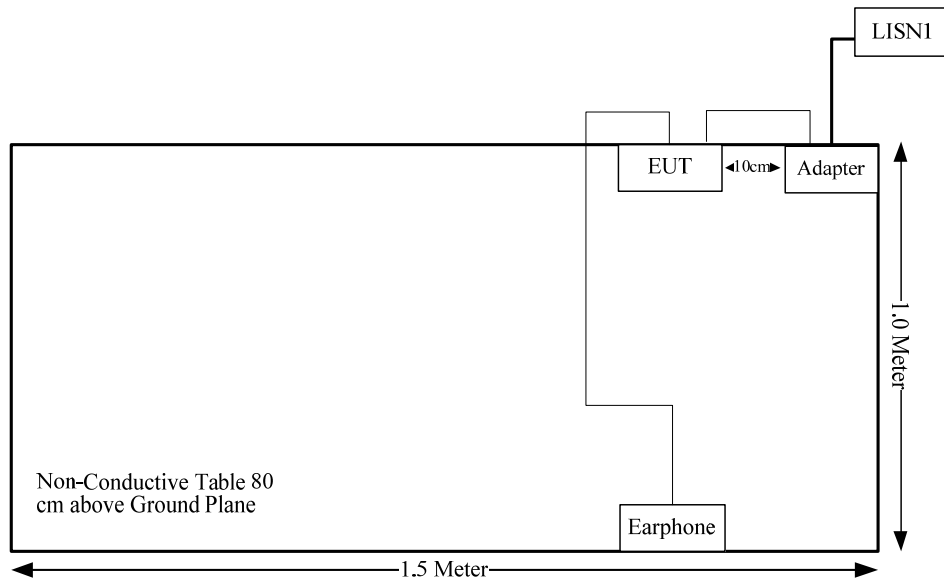 LISN1
EUT
10cm
Adapter
1.0 Meter
Non-Conductive Table 80
cm above Ground Plane
Earphone
1.5 Meter